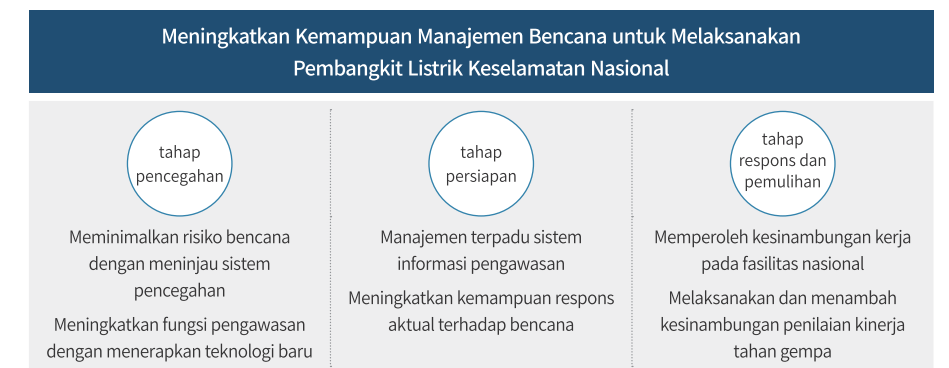 Meningkatkan Kemampuan Manajemen Bencana untuk Melaksanakan
Pembangkit Listrik Keselamatan Nasional
tahap
pencegahan
Meminimalkan risiko bencana
dengan meninjau sistem
pencegahan
Meningkatkan fungsi pengawasan
dengan menerapkan teknologi baru
tahap
persiapan
Manajemen terpadu sistem
informasi pengawasan
Meningkatkan kemampuan respons
aktual terhadap bencana
tahap
respons dan
pemulihan
Memperoleh kesinambungan kerja
pada fasilitas nasional
Melaksanakan dan menambah
kesinambungan penilaian kinerja
tahan gempa